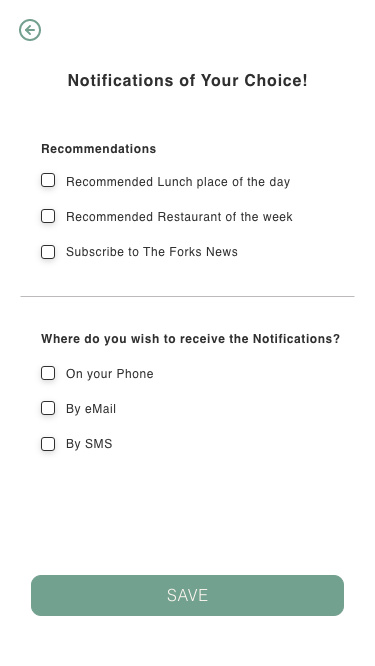 Notifications of Your Choice!
Recommendations
Recommended Lunch place of the day
Recommended Restaurant of the week
Subscribe to The Forks News
Where do you wish to receive the Notifications?
On your Phone
By eMail
By SMS
SAVE